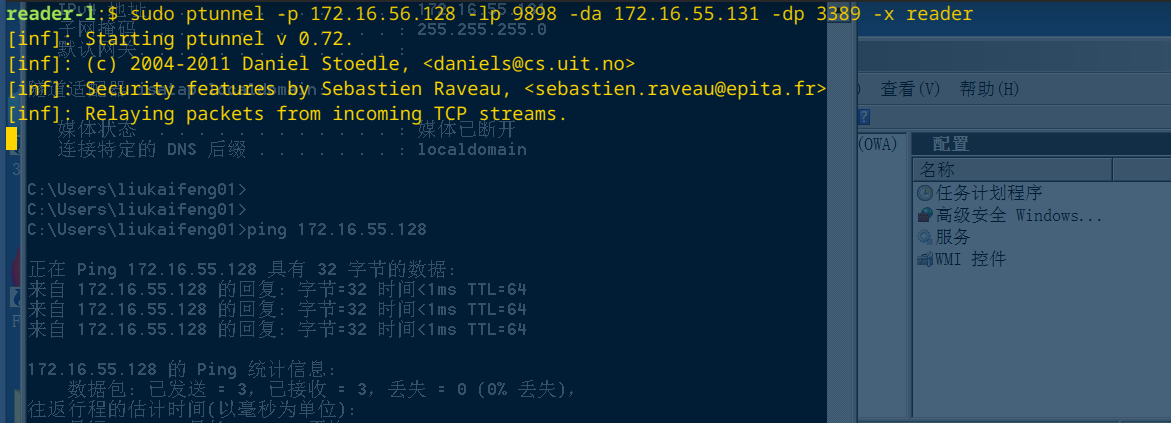 reader-1:$ sudo ptunnel -p 172.16.56.128 -lp 9898 -da 172.16.55.131 -dp 3389 -x reader
[inf]: Starting ptunnel v 0.72.
255.255.255.0
[inf]: (c) 2004-2011 Daniel Stoedle, <daniels@cs.uit.no>
[inf]: Security features by Sebastien Raveau, <sebastien.raveau@epita.fr>
[inf]: Relaying packets from incoming TCP streams.
媒体状态 . . . . . . . . . . . . : 媒体已断开
连接特定的 DNS 后缀 . . . . . . . : localdomain
C:\Users\liukaifeng01>
C:\Users\liukaifeng01>
C:\Users\liukaifeng01>ping 172.16.55.128
正在 Ping 172.16.55.128 具有 32 字节的数据:
来自 172.16.55.128 的回复: 字节=32 时间<1ms TTL=64
来自 172.16.55.128 的回复: 字节=32 时间<1ms TTL=64
来自 172.16.55.128 的回复: 字节=32 时间<1ms TTL=64
172.16.55.128 的 Ping 统计信息:
数据包: 已发送 = 3，已接收 = 3，丢失 = 0 (0% 丢失)，
往返行程的估计时间(以毫秒为单位):
查看(V) 帮助(H)
(OWA)
配置
名称
任务计划程序
高级安全 Windows...
服务
WMI 控件